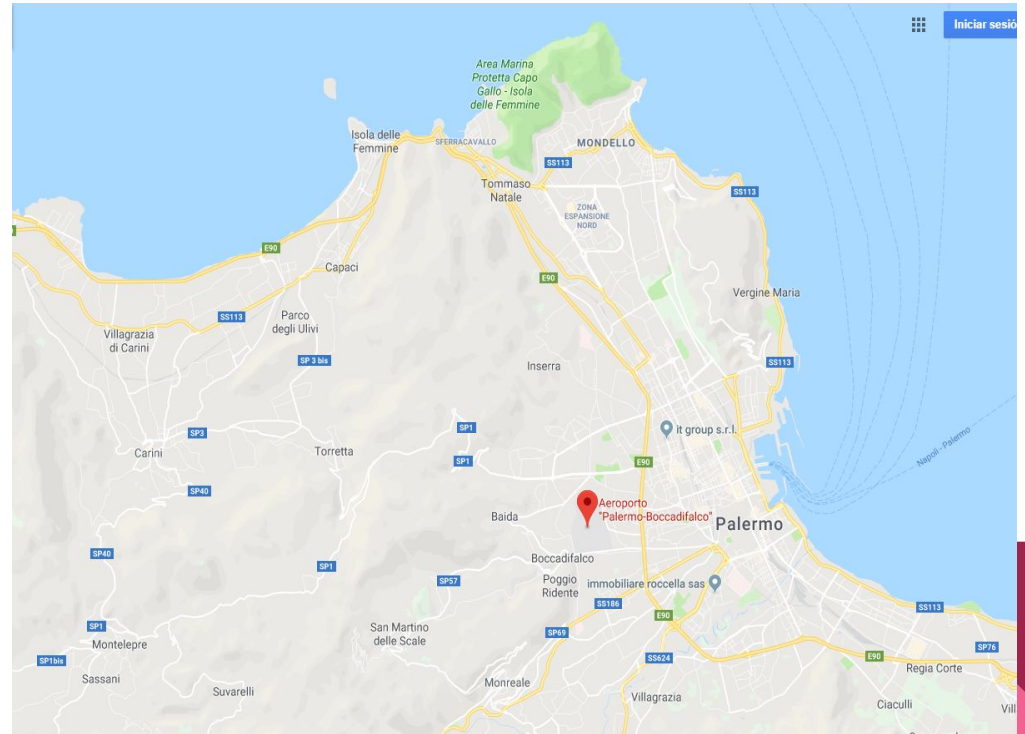 Iniciar sesió
Area Marina
Protetta Capo
Gallo - Isola
delle Femmine
Isola delle
Femmine
SFERRACAVALLO
MONDELLO
SS113
Tommaso
Natale
SS113
ZONA
ESPANSIONE
NORD
E90
Capaci
E90
Vergine Maria
SS113
Parco
degli Ulivi
Villagrazia
di Carini
SP 3 bis
Inserra
SS113
SP1
it group s.r.l.
SP3
Carini
Torretta
SP1
E90
Napoli - Palermo
SP40
Aeroporto
"Palermo-Boccadifalco"
Baida
Palermo
SP40
Boccadifalco
SP1
SP57
Poggio
Ridente
immobiliare roccella sas
SS186
SS113
E90
SP1
San Martino
delle Scale
SP69
Montelepre
SP76
SP1bis
SS624
E90
Regia Corte
Sassani
Suvarelli
Monreale
Villagrazia
Ciaculli
Vill